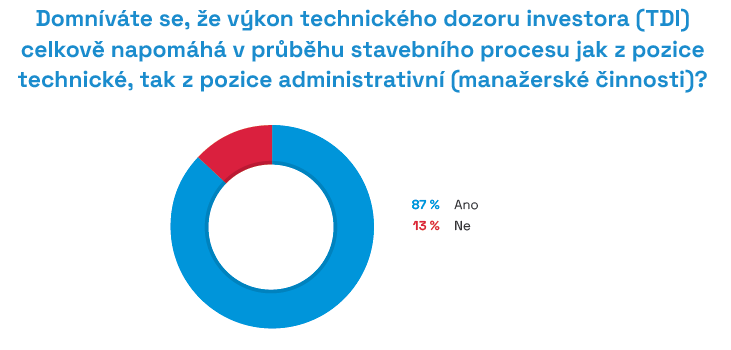 Domníváte se, že výkon technického dozoru investora (TDI)
celkově napomáhá v průběhu stavebního procesu jak z pozice
technické, tak z pozice administrativní (manažerské činnosti)?
87 % Ano
13 % Ne